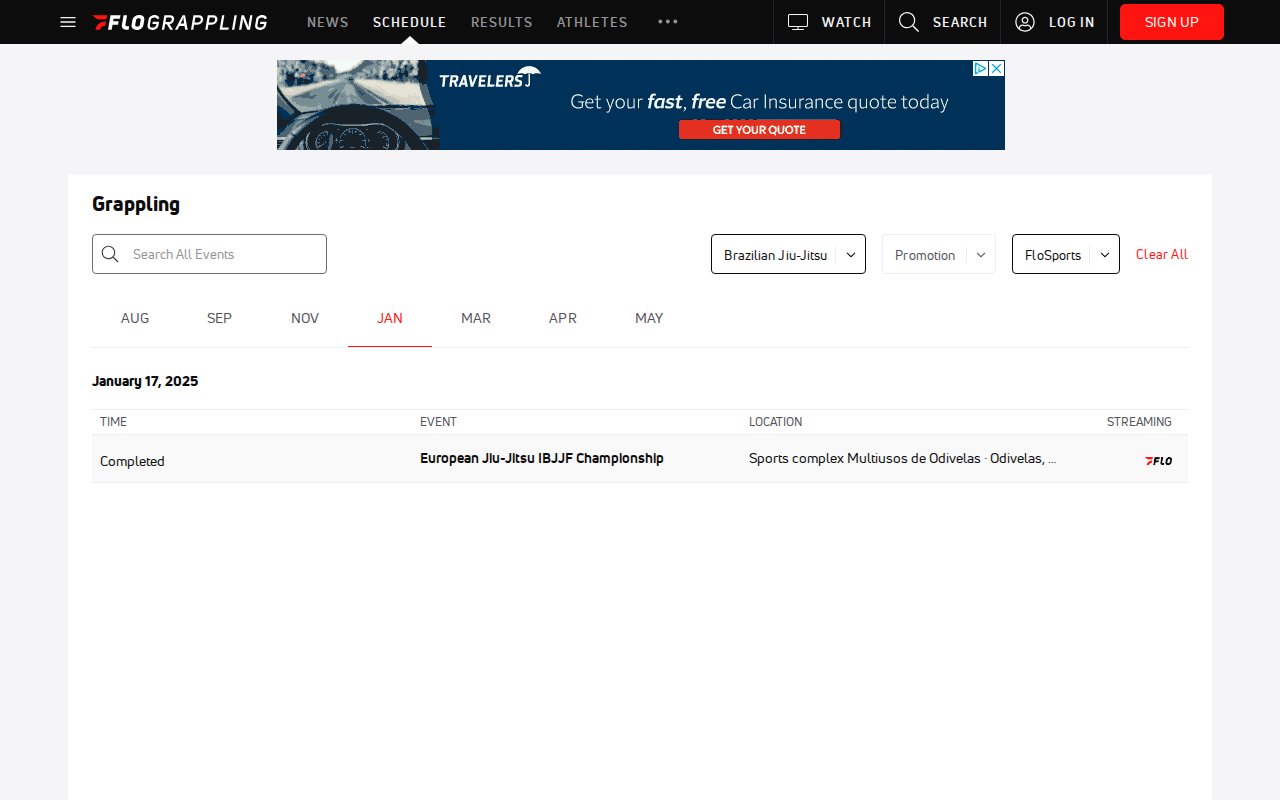 FLOGRAPPLING NEWS SCHEDULE RESULTS ATHLETES WATCH SEARCH LOG IN SIGN UP
TRAVELERS
Get your fast, free Car Insurance quote today
GET YOUR QUOTE
Grappling
Search All Events Brazilian Jiu-Jitsu Promotion FloSports Clear All
AUG SEP NOV JAN MAR APR MAY
January 17, 2025
TIME EVENT LOCATION STREAMING
Completed European Jiu-Jitsu IBJJF Championship Sports complex Multiusos de Odivelas · Odivelas, ... FLO